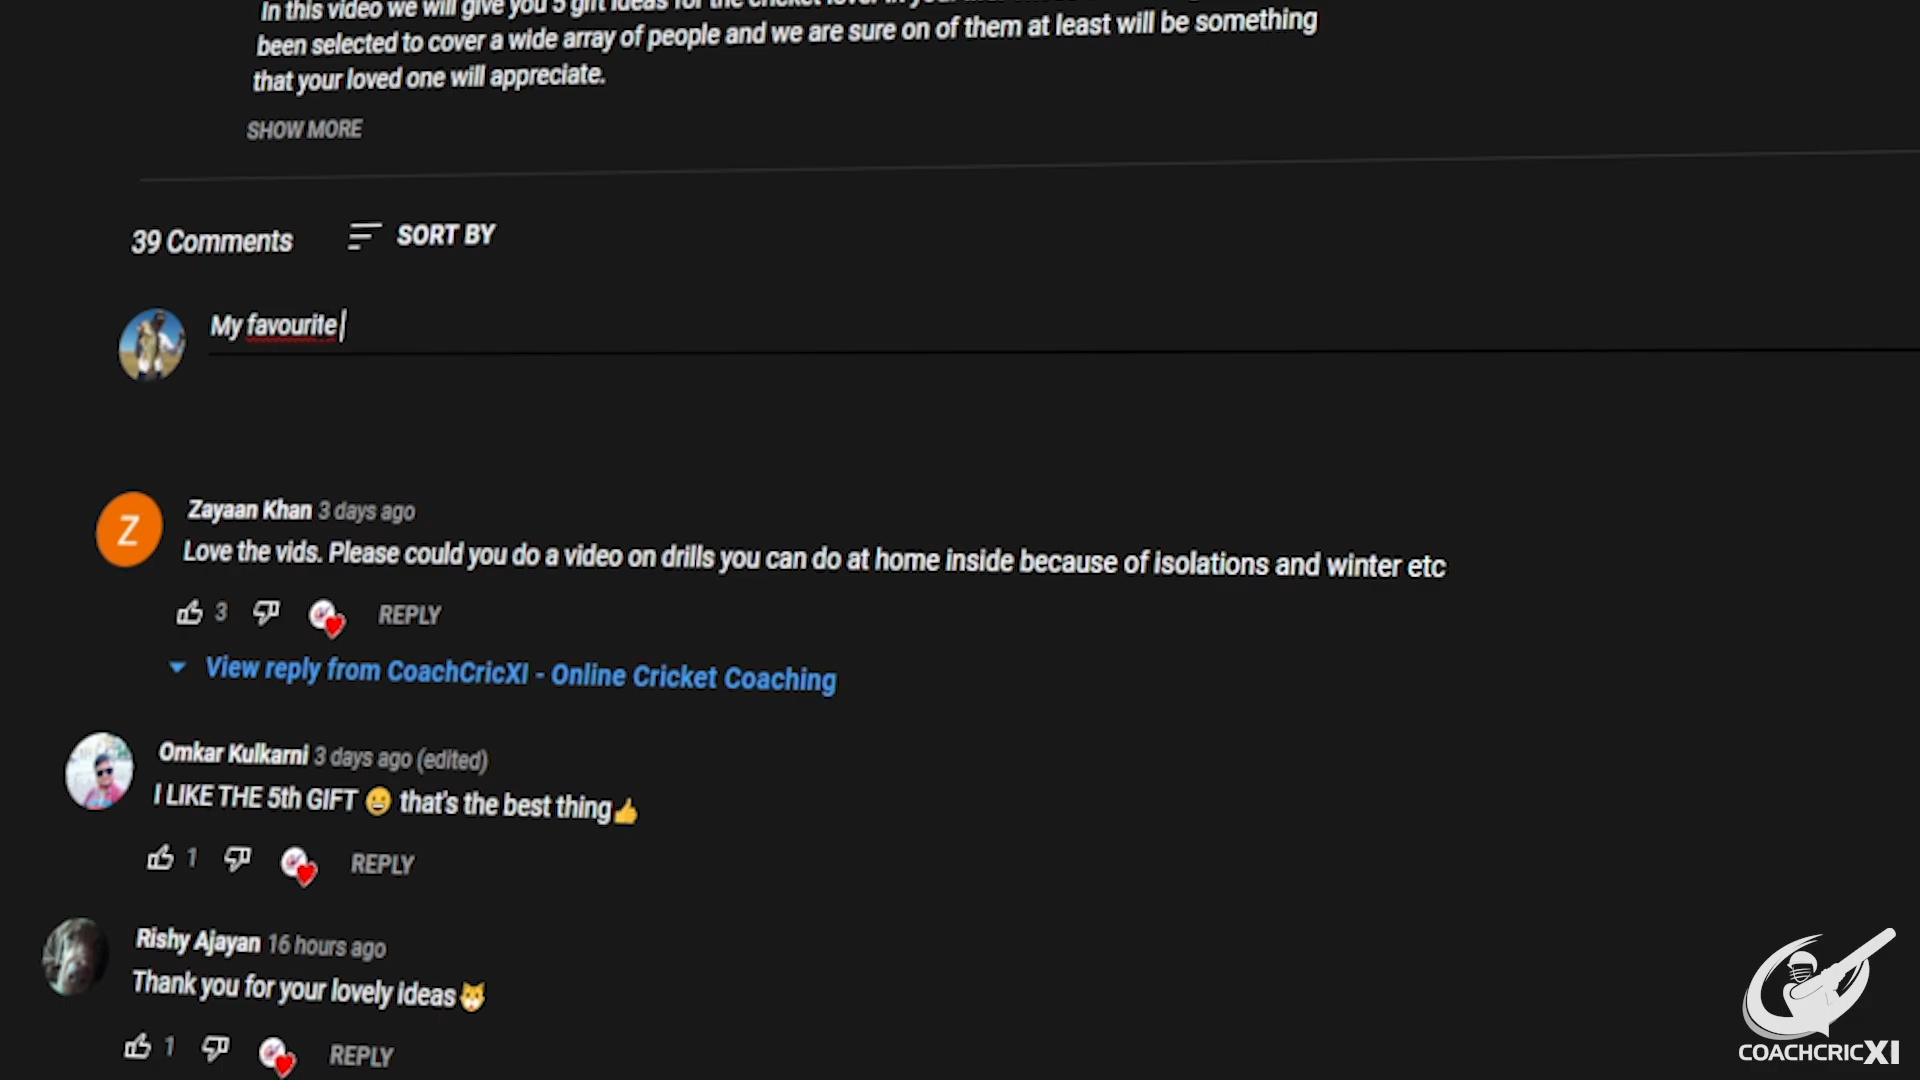 In this video we will give you 5 gift ideas for the cricket lover in your
been selected to cover a wide array of people and we are sure on of them at least will be something
that your loved one will appreciate.
SHOW MORE
39 Comments SORT BY
My favourite
Z
Zayaan Khan 3 days ago
Love the vids. Please could you do a video on drills you can do at home inside because of isolations and winter etc
3 REPLY
View reply from CoachCricXI - Online Cricket Coaching
Omkar Kulkarni 3 days ago (edited)
I LIKE THE 5th GIFT 😀 that's the best thing👍
1 REPLY
Rishy Ajayan 16 hours ago
Thank you for your lovely ideas🐱
1 REPLY
COACHCRICXI